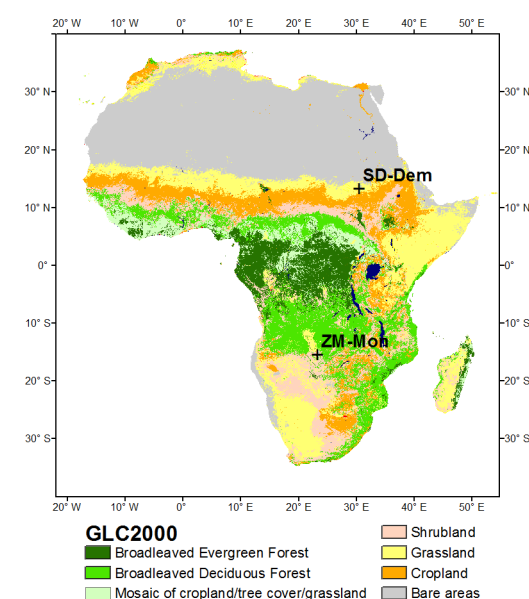 20° W 10° W 0° 10° E 20° E 30° E 40° E 50° E
30° N 30° N
20° N 20° N
SD-Dem
10° N 10° N
0° 0°
10° S 10° S
ZM-Mon
20° S 20° S
30° S 30° S
20° W 10° W 0° 10° E 20° E 30° E 40° E 50° E
GLC2000 Shrubland
Broadleaved Evergreen Forest Grassland
Broadleaved Deciduous Forest Cropland
Mosaic of cropland/tree cover/grassland Bare areas